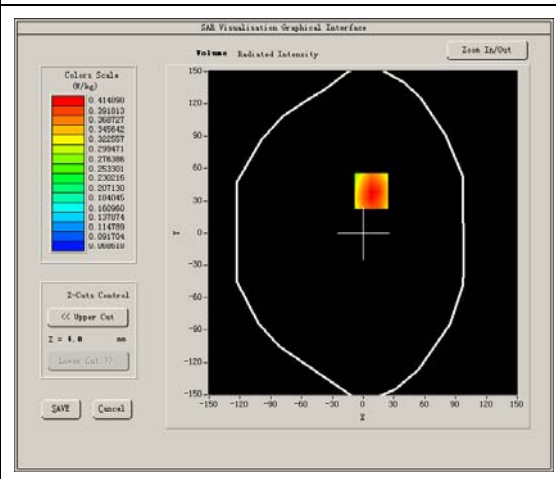 SAR Visualisation Graphical Interface
Volume Radiated Intensity
Zoom In/Out
Colors Scale
(W/kg)
0.414898
0.391813
0.368727
0.345642
0.322557
0.299471
0.276386
0.253301
0.230216
0.207130
0.184045
0.160960
0.137874
0.114789
0.091704
0.068618
150
120
90
60
30
Y
0
-30
-60
-90
-120
-150
-150 -120 -90 -60 -30 0 30 60 90 120 150
X
Z-Cuts Control
<< Upper Cut
Z = 4.0 mm
Lower Cut >>
SAVE Cancel